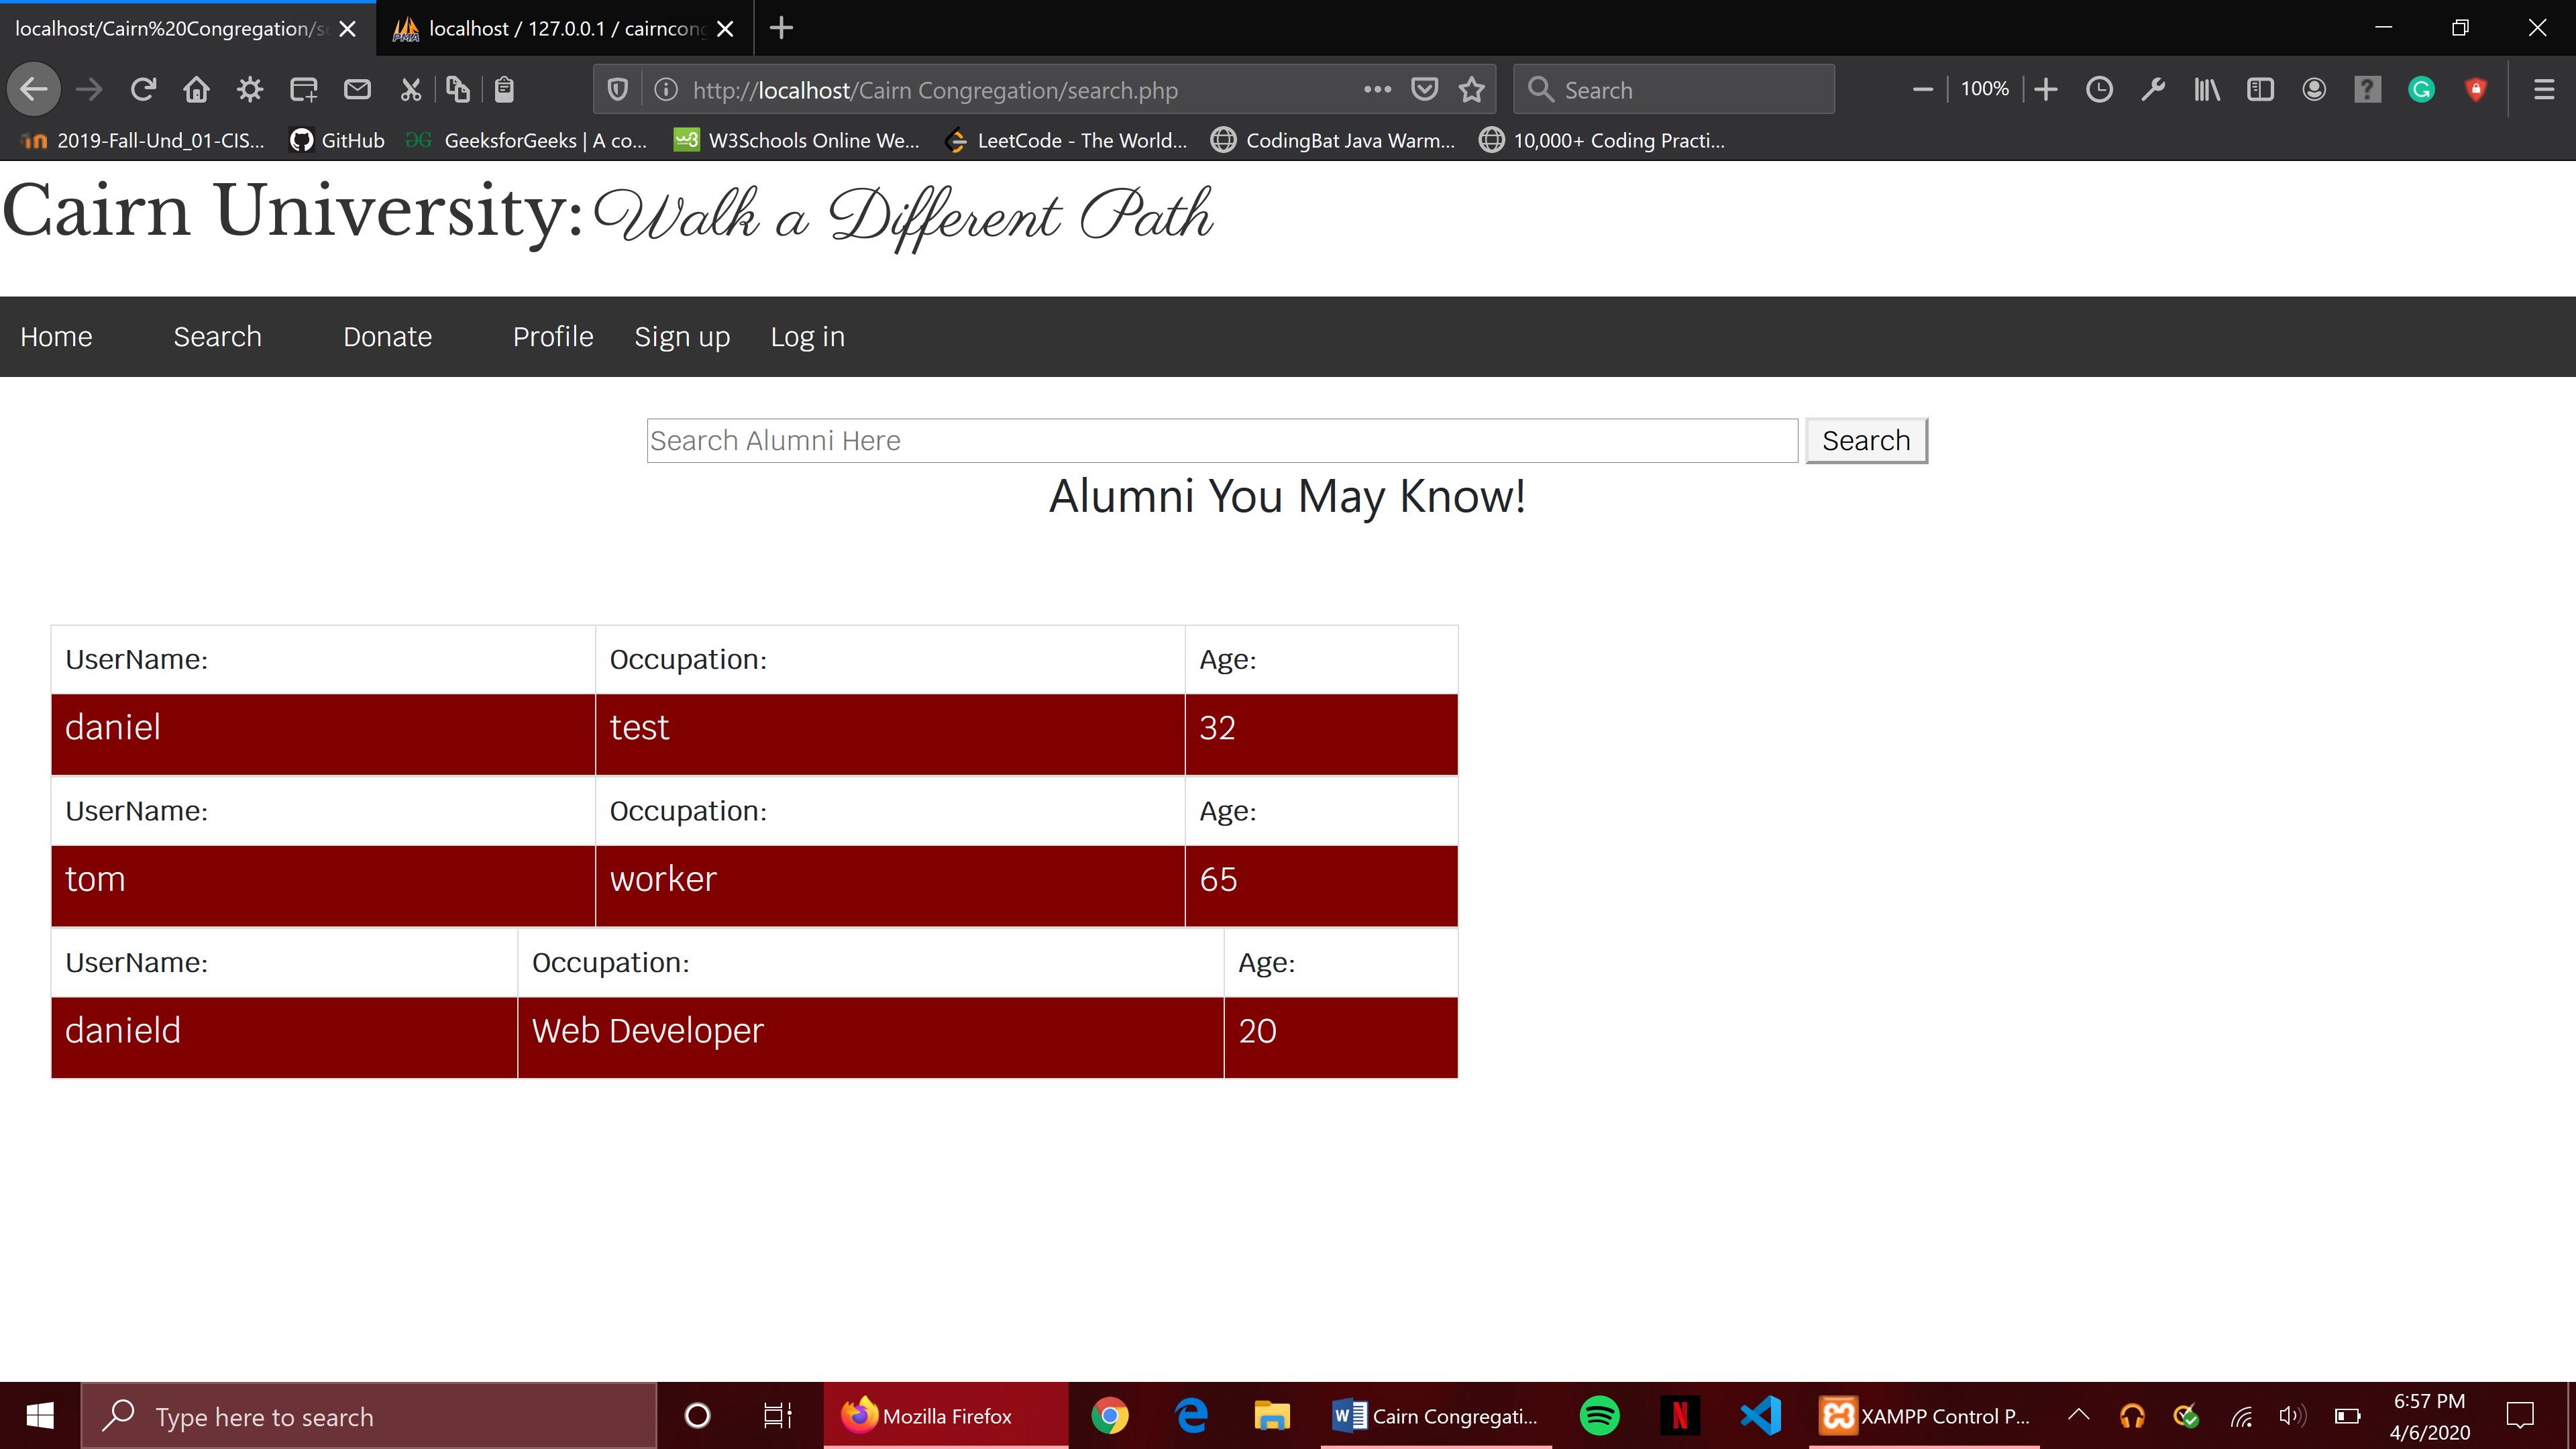 localhost/Cairn%20Congregation/se
localhost / 127.0.0.1 / cairncong
http://localhost/Cairn Congregation/search.php
Search
100%
2019-Fall-Und_01-CIS...
GitHub
GeeksforGeeks | A co...
W3Schools Online We...
LeetCode - The World...
CodingBat Java Warm...
10,000+ Coding Practi...
Cairn University: Walk a Different Path
Home Search Donate Profile Sign up Log in
Search Alumni Here Search
Alumni You May Know!
UserName: Occupation: Age:
daniel test 32
UserName: Occupation: Age:
tom worker 65
UserName: Occupation: Age:
danield Web Developer 20
Type here to search
Mozilla Firefox
Cairn Congregati...
XAMPP Control P...
6:57 PM
4/6/2020